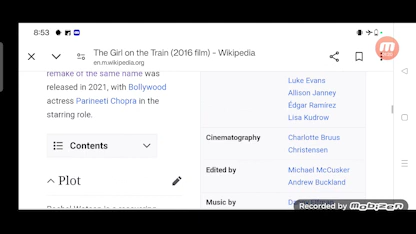 8:53
The Girl on the Train (2016 film) - Wikipedia
en.m.wikipedia.org
remake of the same name was
released in 2021, with Bollywood
actress Parineeti Chopra in the
starring role.
Contents
Plot
Luke Evans
Allison Janney
Édgar Ramírez
Lisa Kudrow
Cinematography Charlotte Bruus
Christensen
Edited by Michael McCusker
Andrew Buckland
Music by
Recorded by MOBIZEN